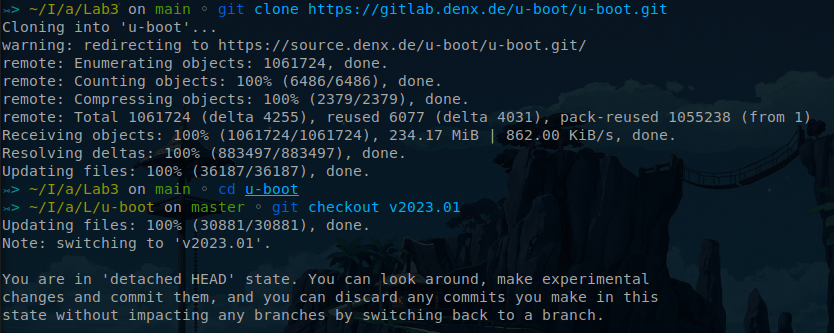 ⤐> ~/I/a/Lab3 on main ◦ git clone https://gitlab.denx.de/u-boot/u-boot.git
Cloning into 'u-boot'...
warning: redirecting to https://source.denx.de/u-boot/u-boot.git/
remote: Enumerating objects: 1061724, done.
remote: Counting objects: 100% (6486/6486), done.
remote: Compressing objects: 100% (2379/2379), done.
remote: Total 1061724 (delta 4255), reused 6077 (delta 4031), pack-reused 1055238 (from 1)
Receiving objects: 100% (1061724/1061724), 234.17 MiB | 862.00 KiB/s, done.
Resolving deltas: 100% (883497/883497), done.
Updating files: 100% (36187/36187), done.
⤐> ~/I/a/Lab3 on main ◦ cd u-boot
⤐> ~/I/a/L/u-boot on master ◦ git checkout v2023.01
Updating files: 100% (30881/30881), done.
Note: switching to 'v2023.01'.
You are in 'detached HEAD' state. You can look around, make experimental
changes and commit them, and you can discard any commits you make in this
state without impacting any branches by switching back to a branch.